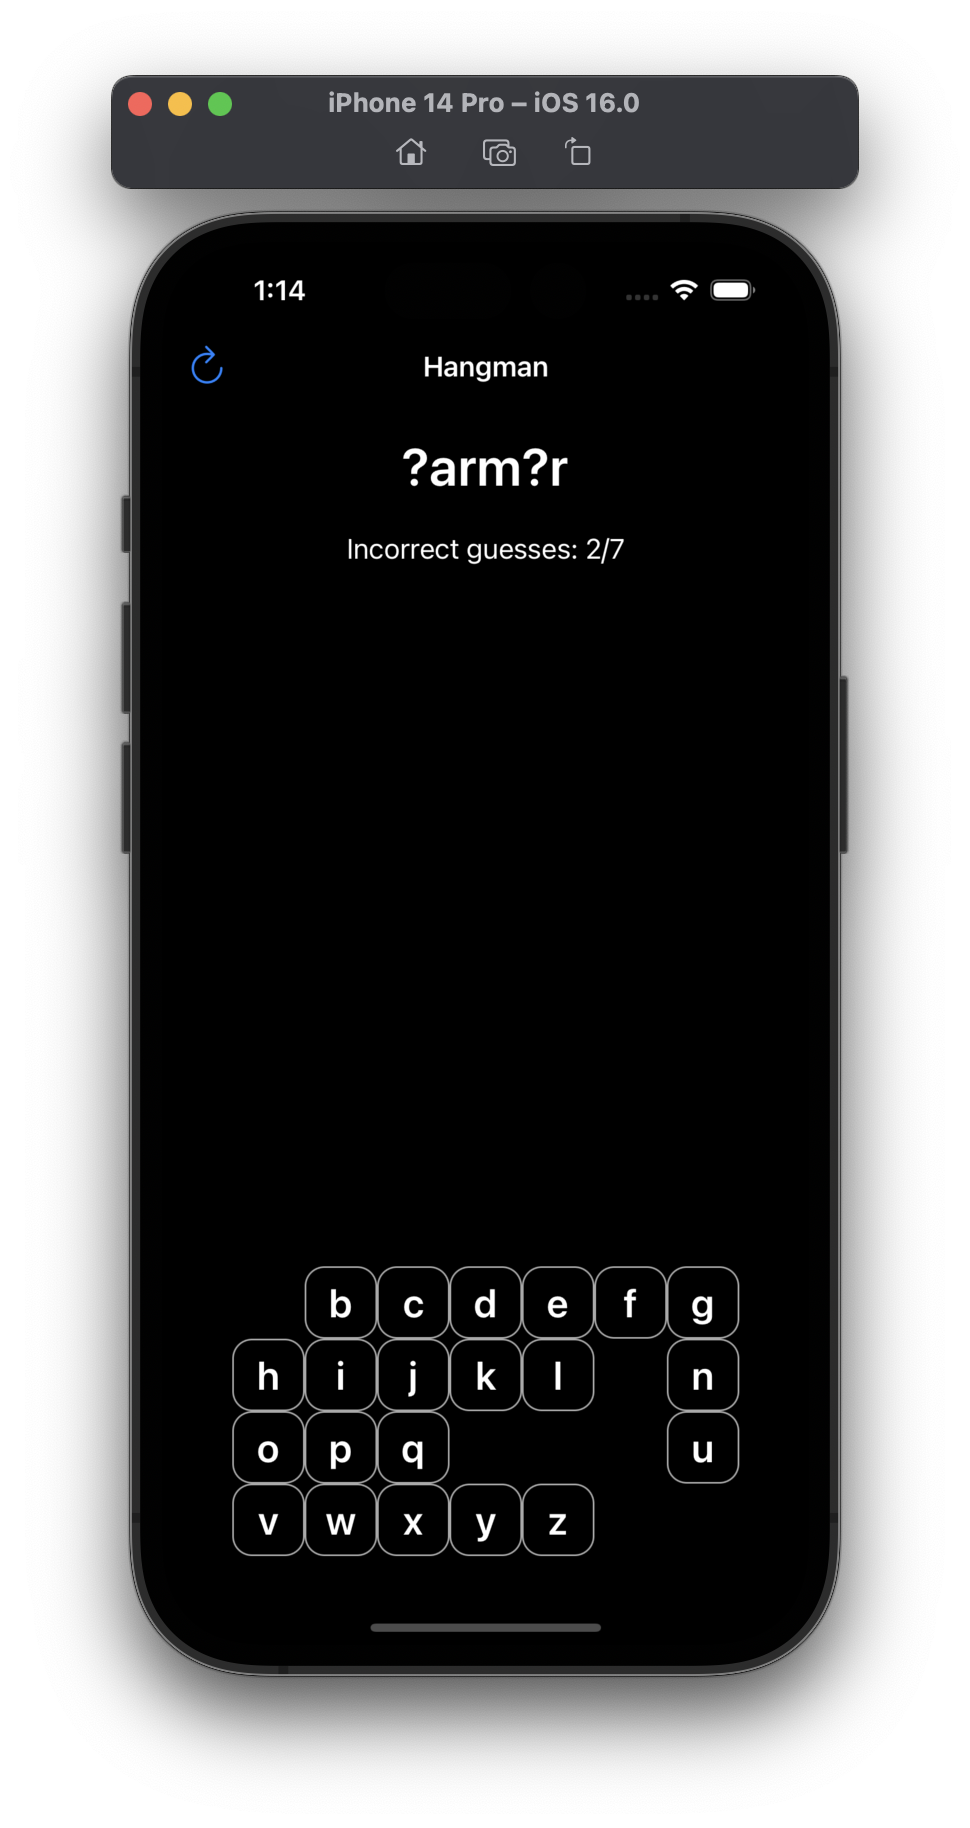 iPhone 14 Pro – iOS 16.0
1:14
Hangman
?arm?r
Incorrect guesses: 2/7
b c d e f g
h i j k l n
o p q u
v w x y z